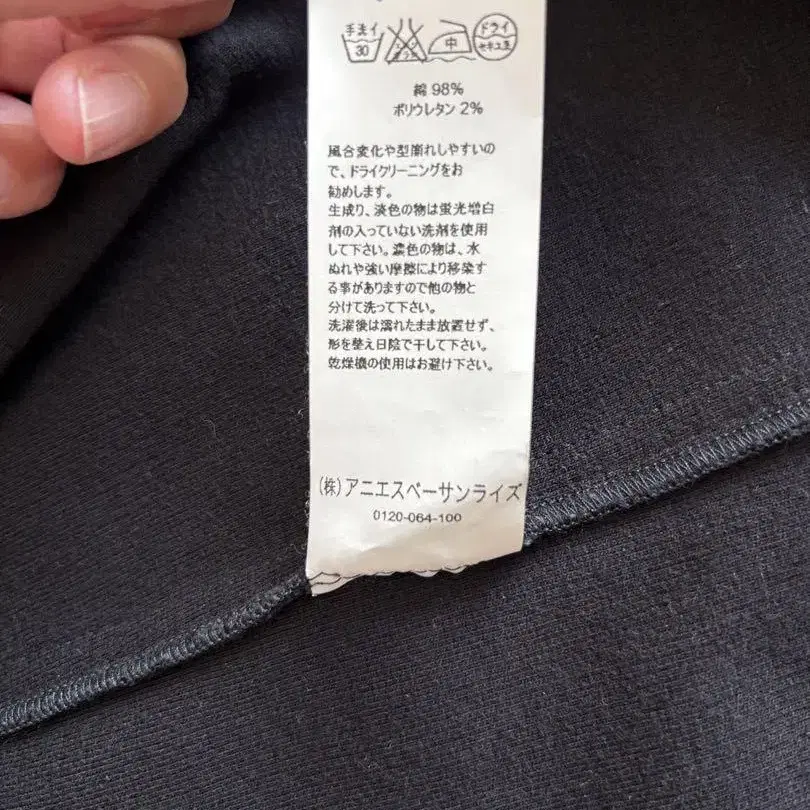 手洗イ
30
エンソサラシ
中
ドライ
セキユ系
綿 98%
ポリウレタン 2%
風合変化や型崩れしやすいの
で、ドライクリーニングをお
勧めします。
生成り、淡色の物は蛍光増白
剤の入っていない洗剤を使用
して下さい。濃色の物は、水
ぬれや強い摩擦により移染す
る事がありますので他の物と
分けて洗って下さい。
洗濯後は濡れたまま放置せず、
形を整え日陰で干して下さい。
乾燥機の使用はお避け下さい。
(株)アニエスベーサンライズ
0120-064-100